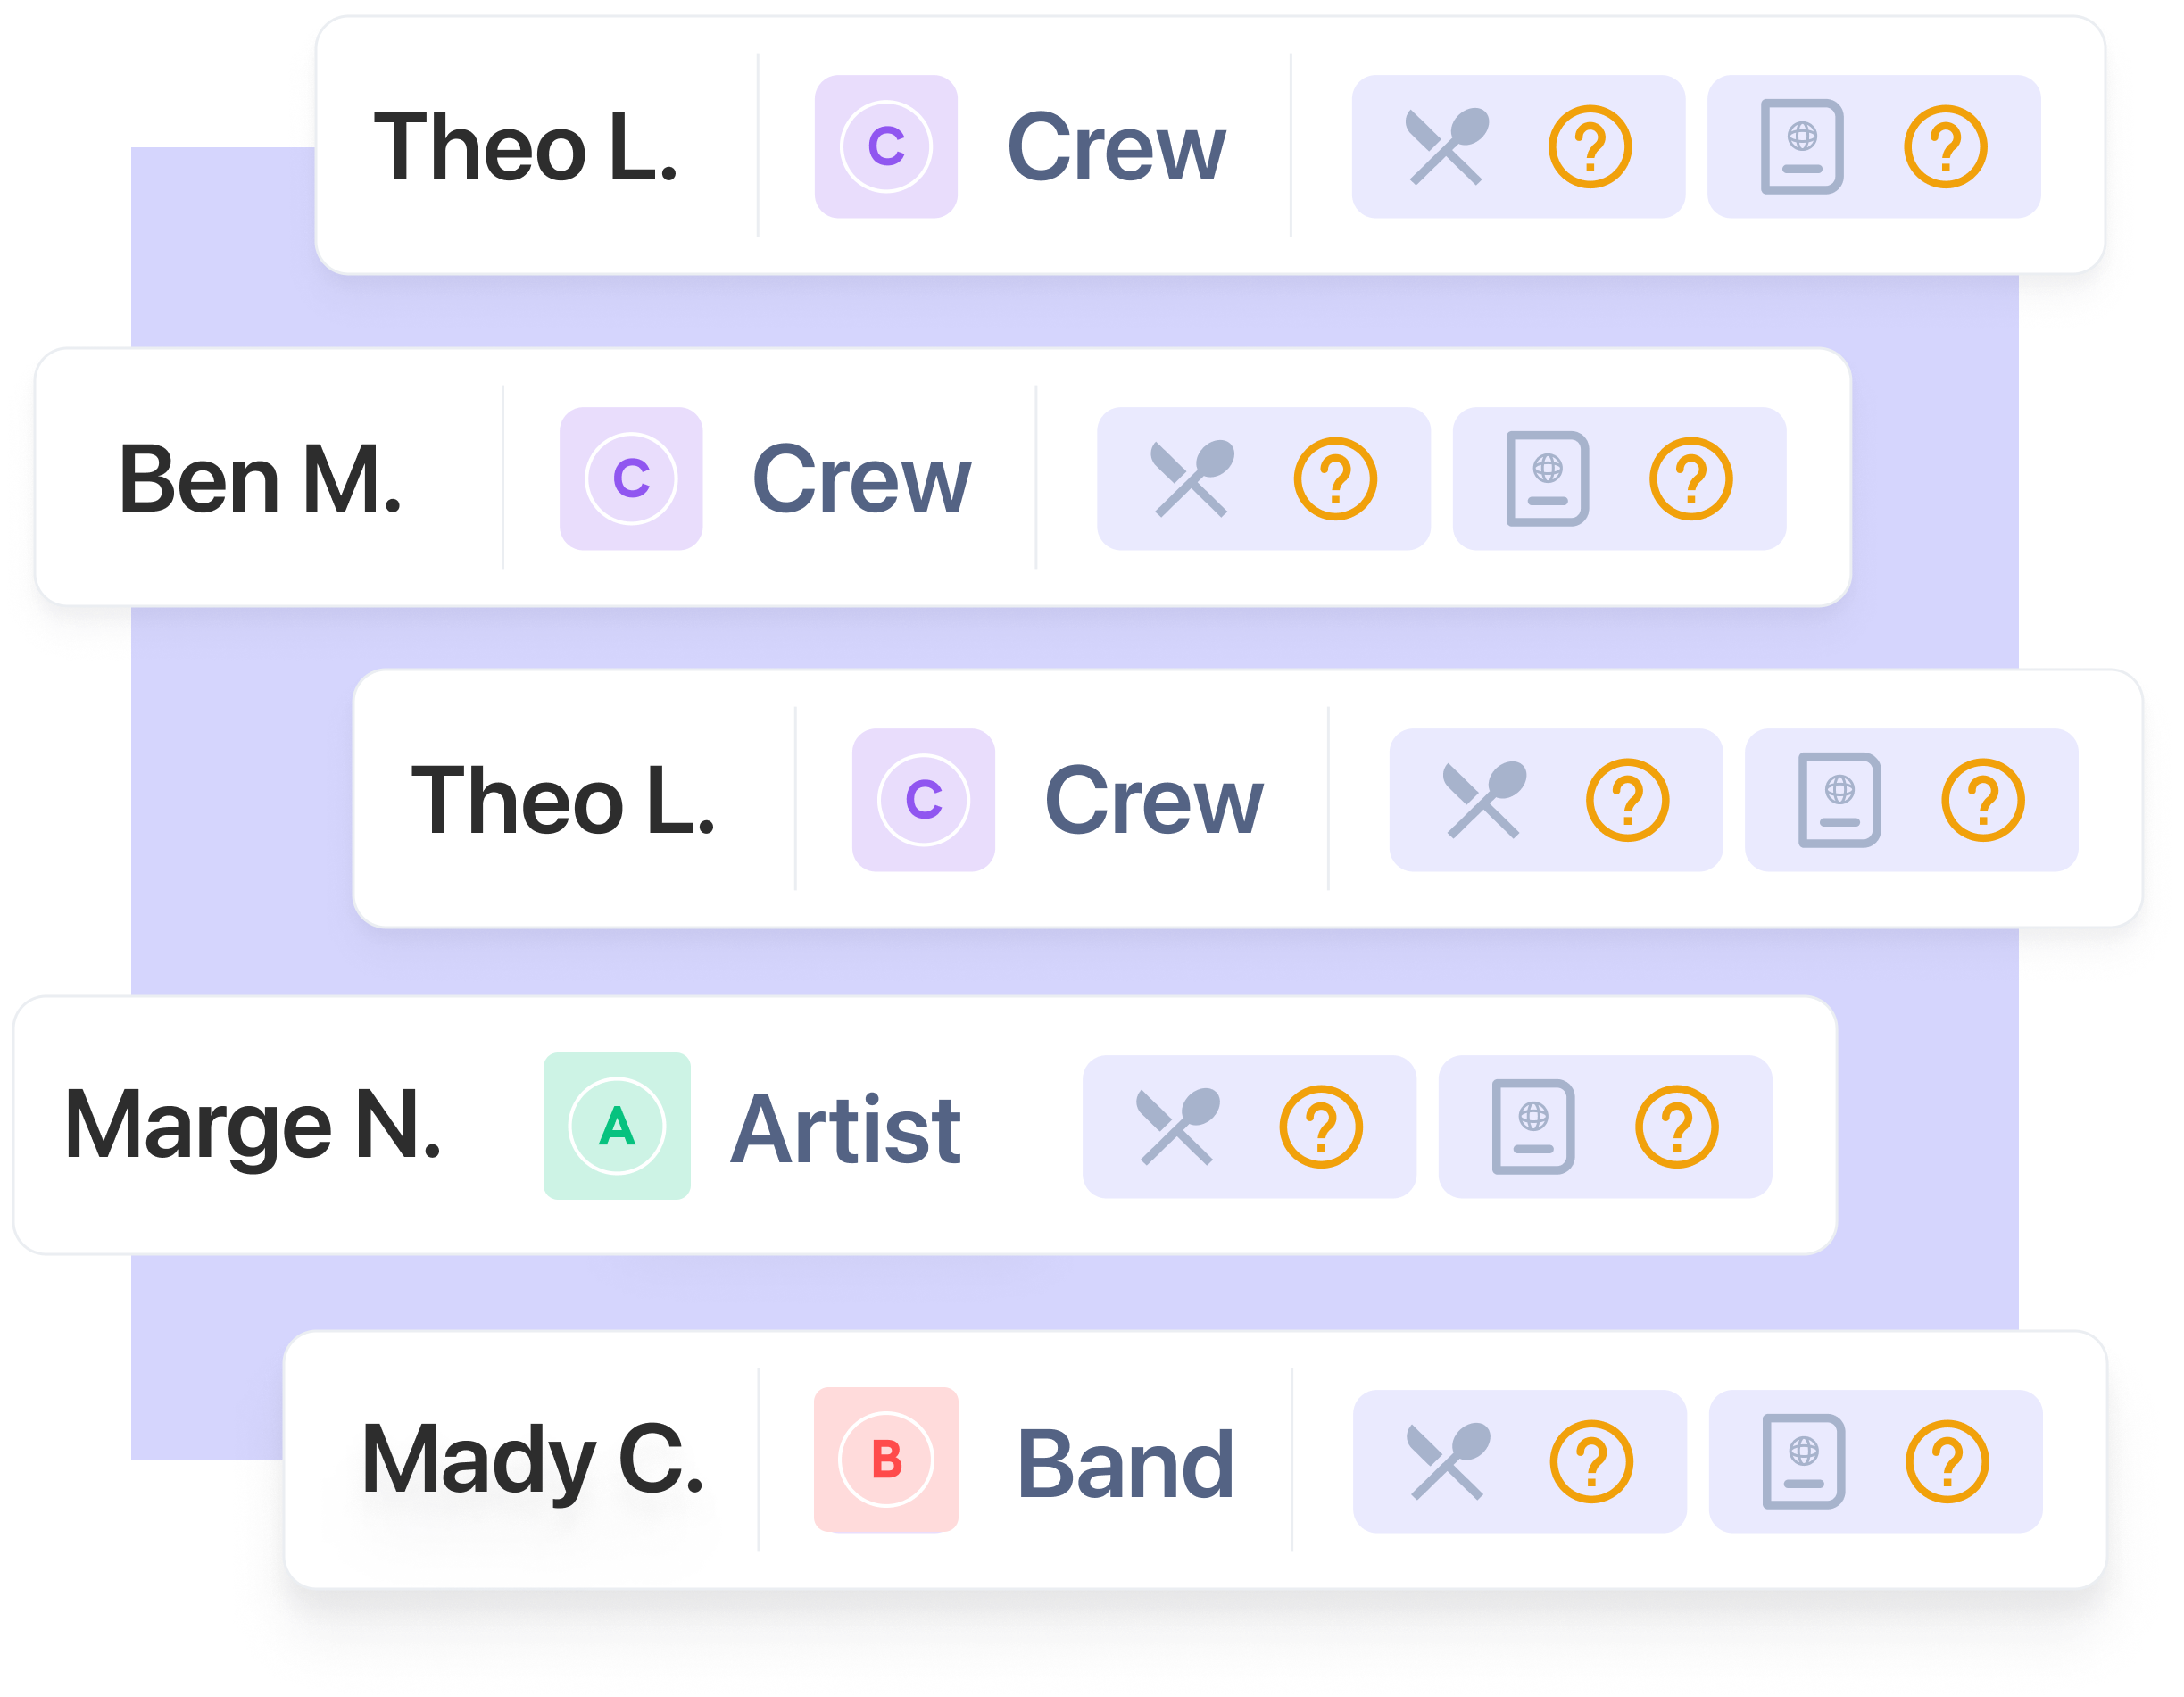 Theo L. C Crew ? ?
Ben M. C Crew ? ?
Theo L. C Crew ? ?
Marge N. A Artist ? ?
Mady C. B Band ? ?